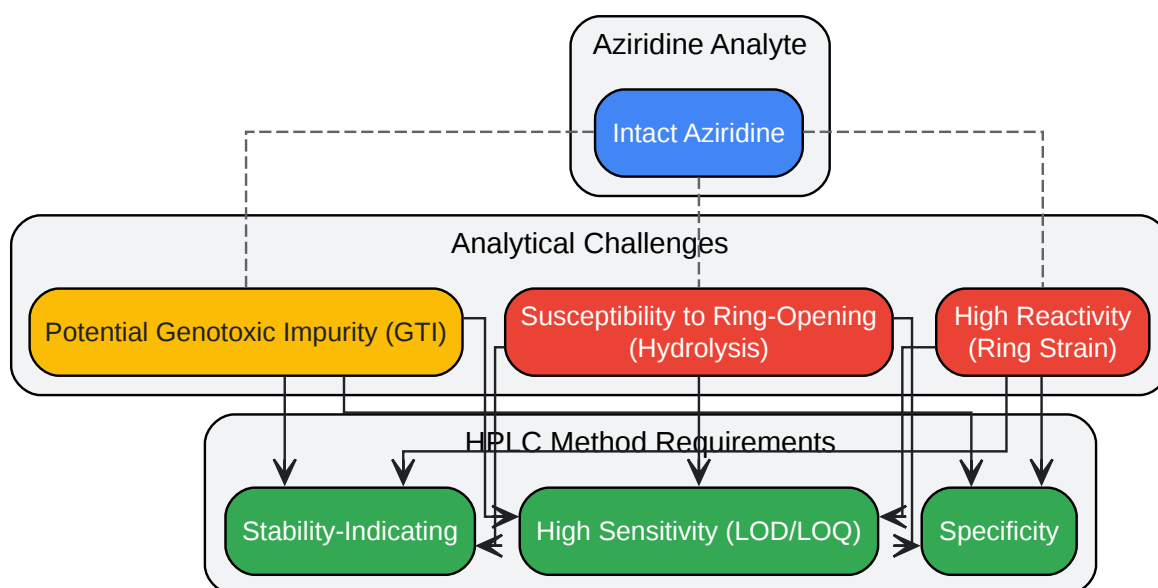 Aziridine Analyte
Intact Aziridine
Analytical Challenges
Potential Genotoxic Impurity (GTI)
Susceptibility to Ring-Opening
(Hydrolysis)
High Reactivity
(Ring Strain)
HPLC Method Requirements
Stability-Indicating
High Sensitivity (LOD/LOQ)
Specificity